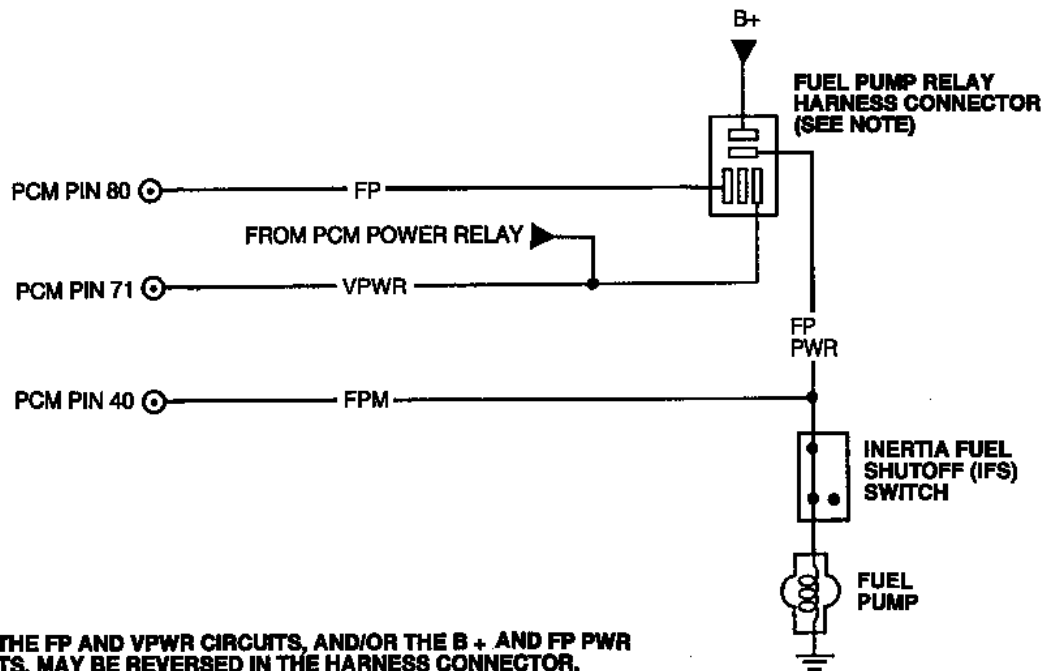 B+
FUEL PUMP RELAY
HARNESS CONNECTOR
(SEE NOTE)
PCM PIN 80
FP
FROM PCM POWER RELAY
PCM PIN 71
VPWR
FP
PWR
PCM PIN 40
FPM
INERTIA FUEL
SHUTOFF (IFS)
SWITCH
FUEL
PUMP
THE FP AND VPWR CIRCUITS, AND/OR THE B + AND FP PWR
TS, MAY BE REVERSED IN THE HARNESS CONNECTOR.